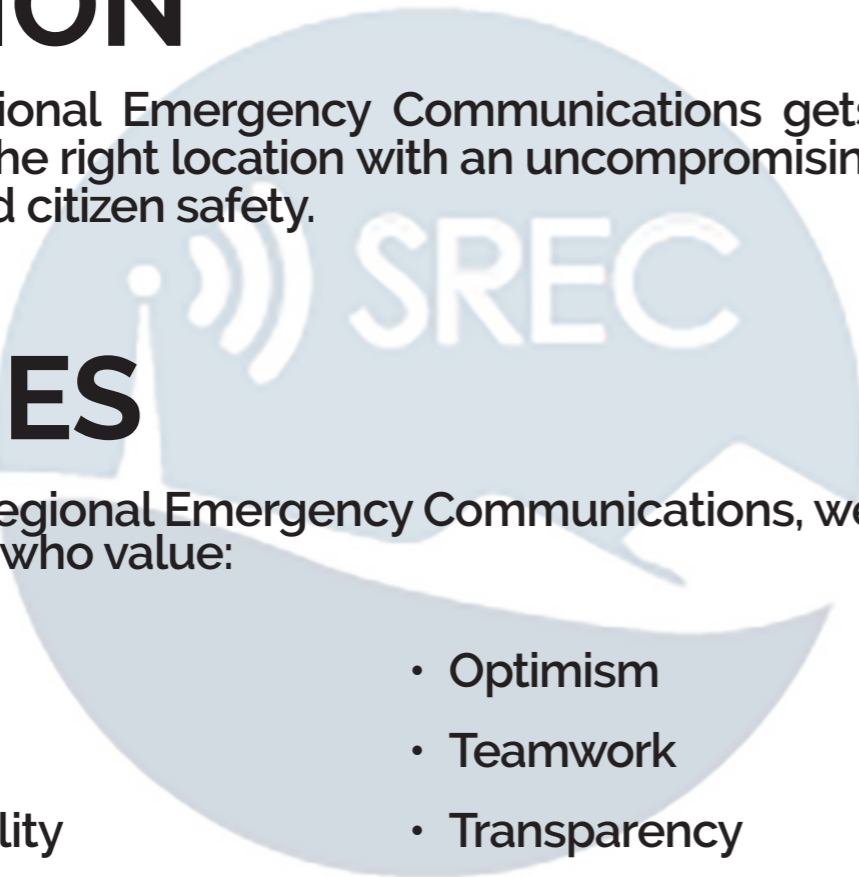 ION
ional Emergency Communications gets
he right location with an uncompromisin
d citizen safety.
SREC
ES
egional Emergency Communications, we
who value:
• Optimism
• Teamwork
lity
• Transparency